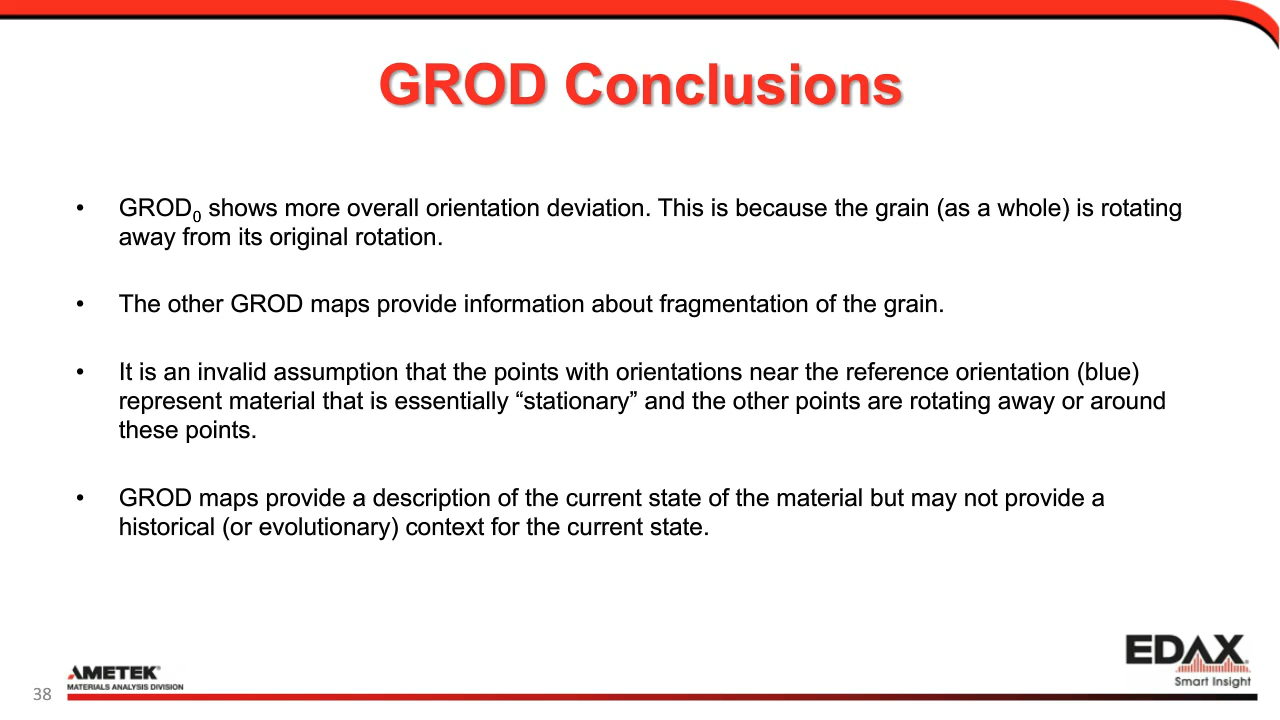 GROD Conclusions
• GROD₀ shows more overall orientation deviation. This is because the grain (as a whole) is rotating
away from its original rotation.
• The other GROD maps provide information about fragmentation of the grain.
• It is an invalid assumption that the points with orientations near the reference orientation (blue)
represent material that is essentially “stationary” and the other points are rotating away or around
these points.
• GROD maps provide a description of the current state of the material but may not provide a
historical (or evolutionary) context for the current state.
EDAX
Smart Insight
AMETEK®
MATERIALS ANALYSIS DIVISION
38